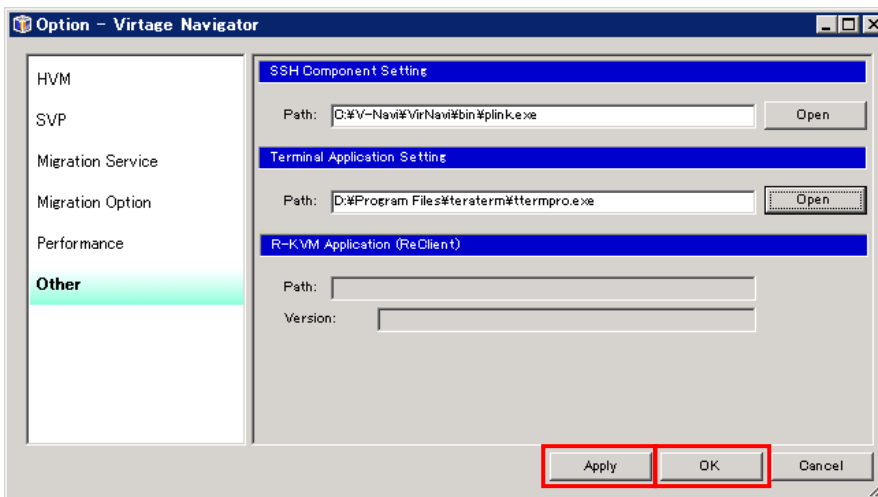 Option - Virtage Navigator
HVM
SVP
Migration Service
Migration Option
Performance
Other
SSH Component Setting
Path: C:¥V-Navi¥VirNavi¥bin¥plink.exe Open
Terminal Application Setting
Path: D:¥Program Files¥teraterm¥ttermpro.exe Open
R-KVM Application (ReClient)
Path:
Version:
Apply OK Cancel